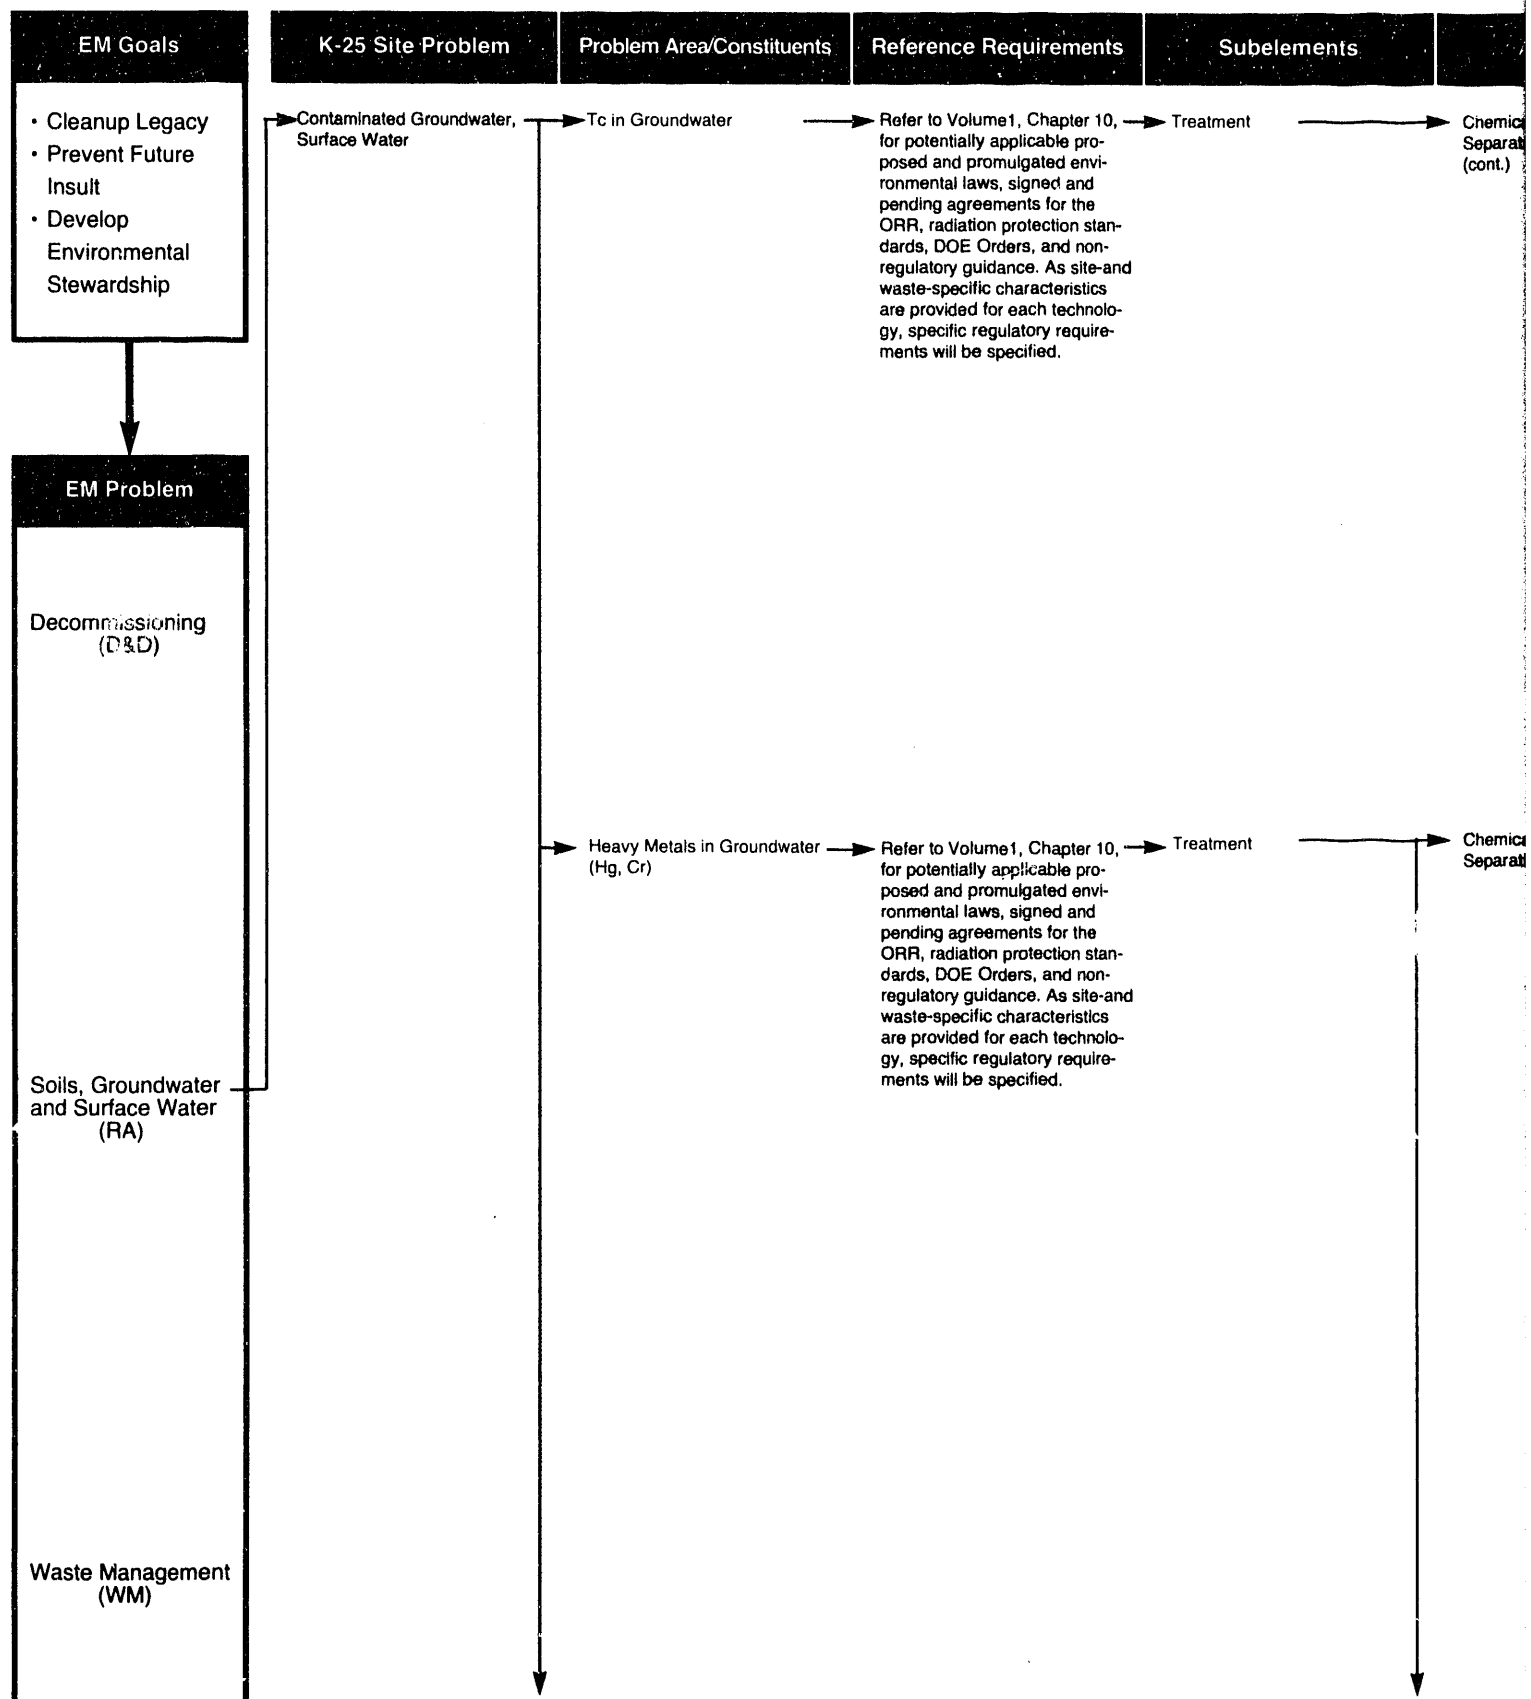 EM Goals
K-25 Site Problem
Problem Area/Constituents
Reference Requirements
Subelements
· Cleanup Legacy
· Prevent Future
Insult
· Develop
Environmental
Stewardship
Contaminated Groundwater,
Surface Water
Tc in Groundwater
Refer to Volume1, Chapter 10,
for potentially applicable pro-
posed and promulgated envi-
ronmental laws, signed and
pending agreements for the
ORR, radiation protection stan-
dards, DOE Orders, and non-
regulatory guidance. As site-and
waste-specific characteristics
are provided for each technolo-
gy, specific regulatory require-
ments will be specified.
Treatment
Chemica
Separat
(cont.)
EM Problem
Decommissioning
(D&D)
Soils, Groundwater
and Surface Water
(RA)
Waste Management
(WM)
Heavy Metals in Groundwater
(Hg, Cr)
Refer to Volume1, Chapter 10,
for potentially applicable pro-
posed and promulgated envi-
ronmental laws, signed and
pending agreements for the
ORR, radiation protection stan-
dards, DOE Orders, and non-
regulatory guidance. As site-and
waste-specific characteristics
are provided for each technolo-
gy, specific regulatory require-
ments will be specified.
Treatment
Chemica
Separat